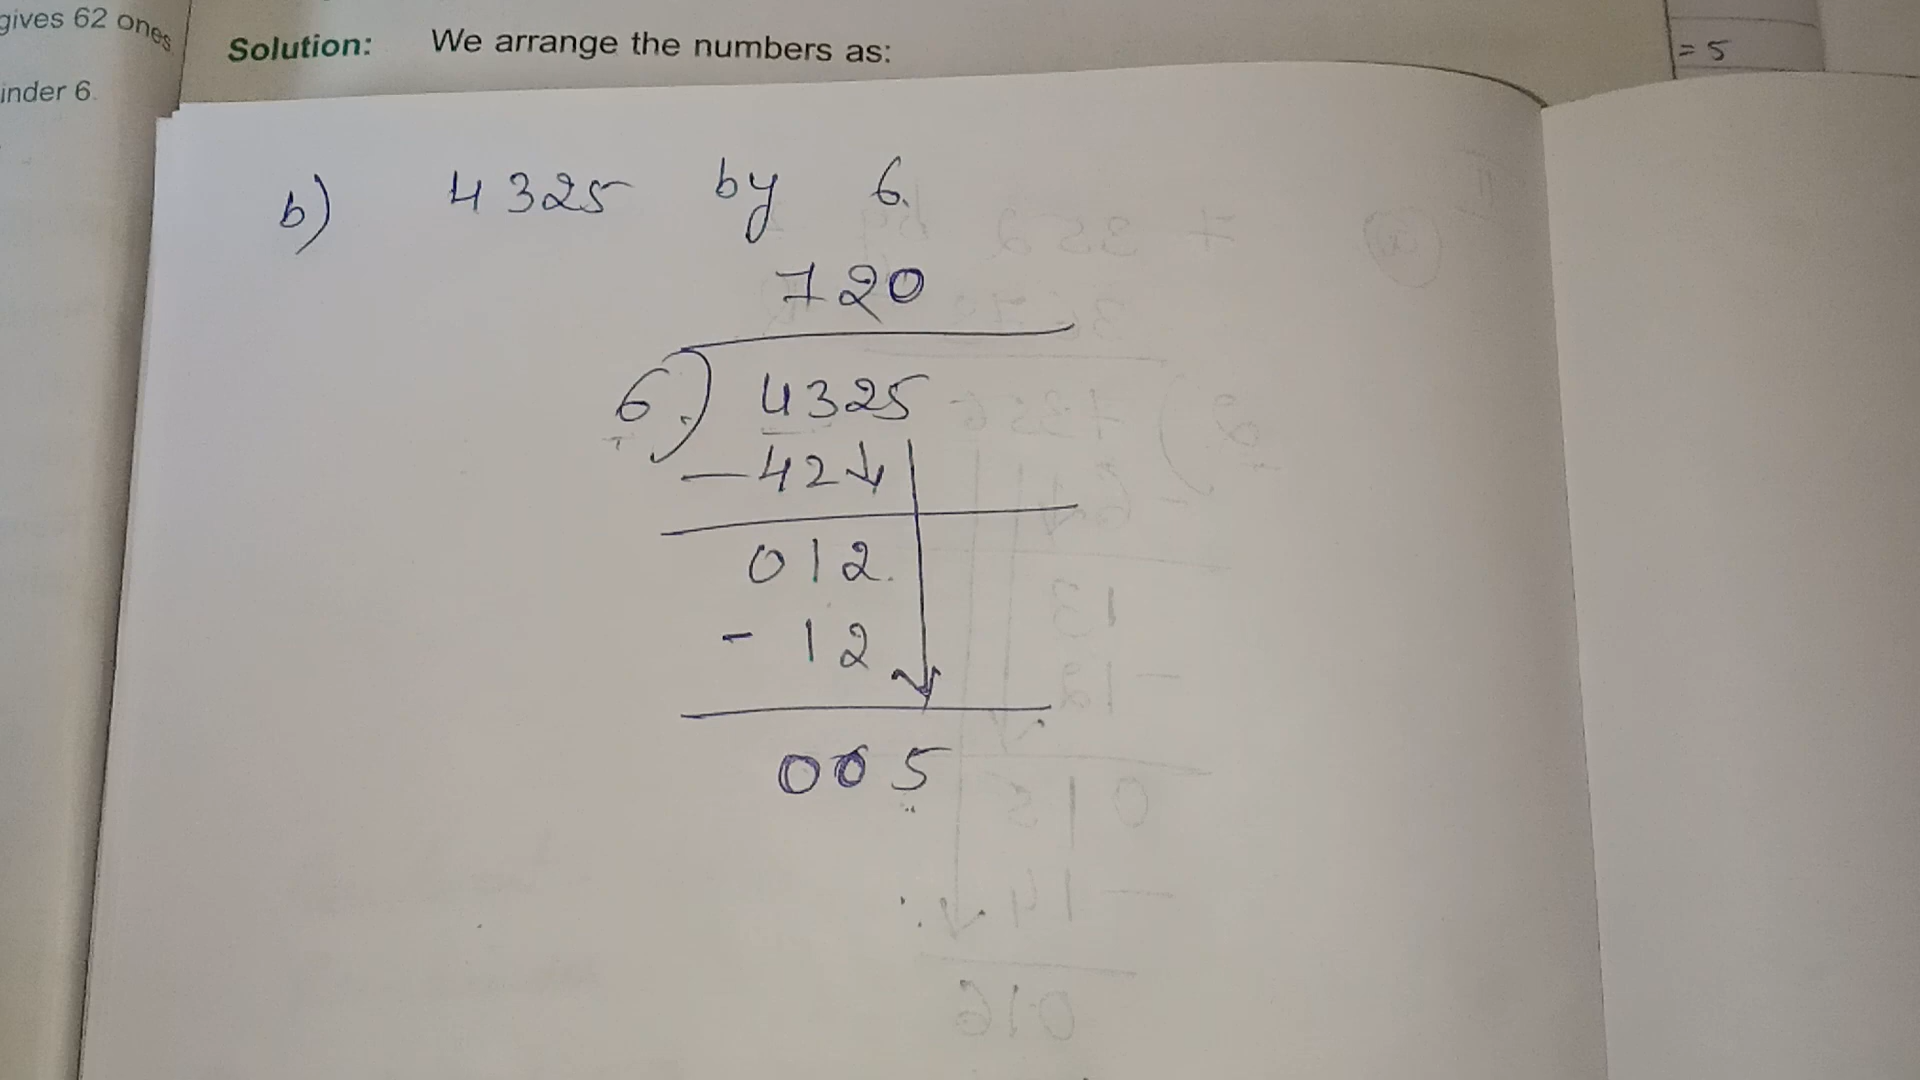 gives 62 ones
Solution: We arrange the numbers as:
= 5
inder 6.
b) 4325 by 6.
720
6) 4325
- 42
012
- 12
005